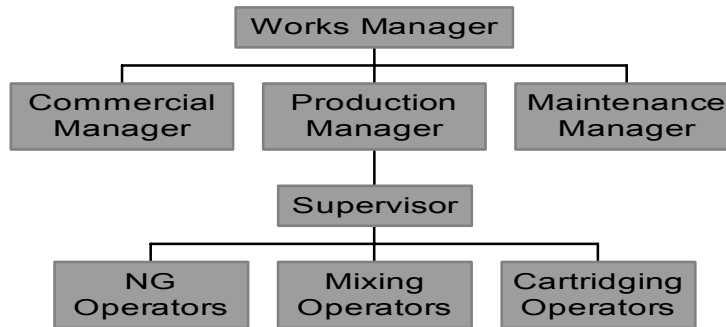 Works Manager
Commercial
Manager
Production
Manager
Maintenance
Manager
Supervisor
NG
Operators
Mixing
Operators
Cartridging
Operators